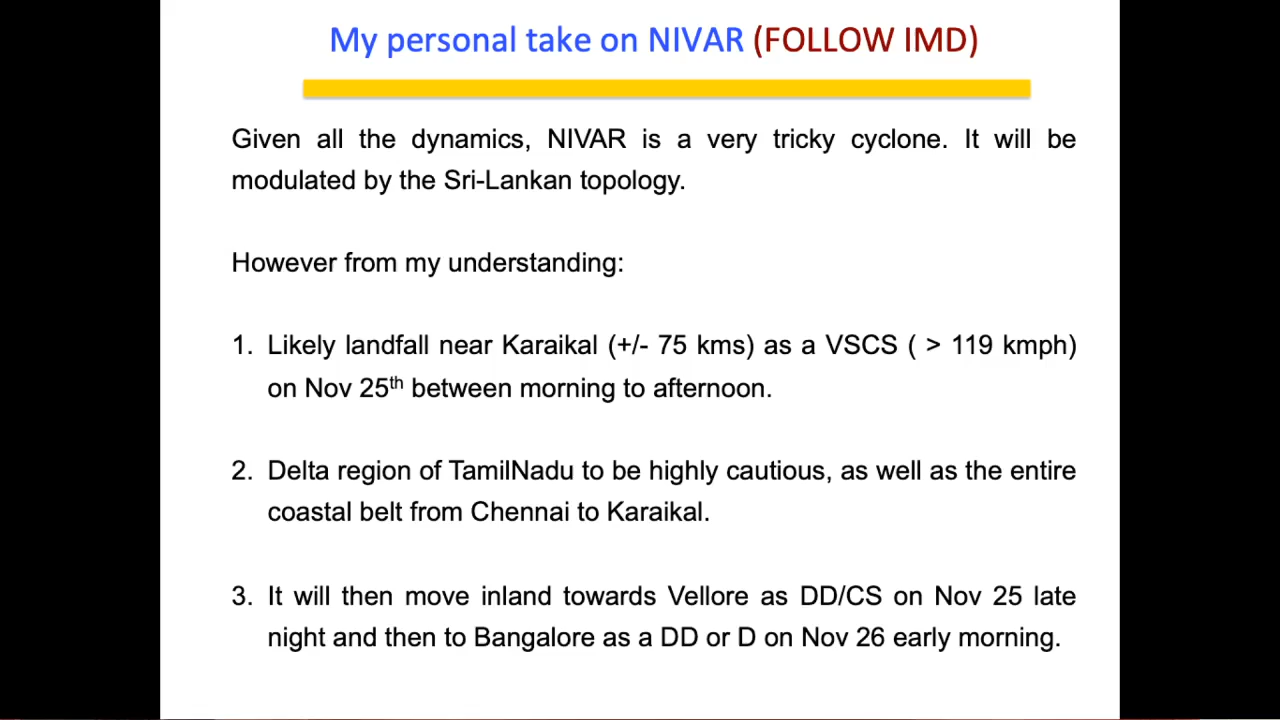 My personal take on NIVAR (FOLLOW IMD)
Given all the dynamics, NIVAR is a very tricky cyclone. It will be
modulated by the Sri-Lankan topology.
However from my understanding:
1. Likely landfall near Karaikal (+/- 75 kms) as a VSCS ( > 119 kmph)
on Nov 25th between morning to afternoon.
2. Delta region of TamilNadu to be highly cautious, as well as the entire
coastal belt from Chennai to Karaikal.
3. It will then move inland towards Vellore as DD/CS on Nov 25 late
night and then to Bangalore as a DD or D on Nov 26 early morning.